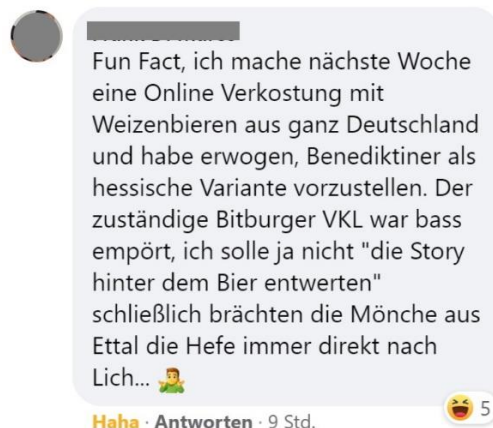 Fun Fact, ich mache nächste Woche
eine Online Verkostung mit
Weizenbieren aus ganz Deutschland
und habe erwogen, Benediktiner als
hessische Variante vorzustellen. Der
zuständige Bitburger VKL war bass
empört, ich solle ja nicht "die Story
hinter dem Bier entwerten"
schließlich brächten die Mönche aus
Ettal die Hefe immer direkt nach
Lich... 🤷‍♂️
5
Haha · Antworten · 9 Std.